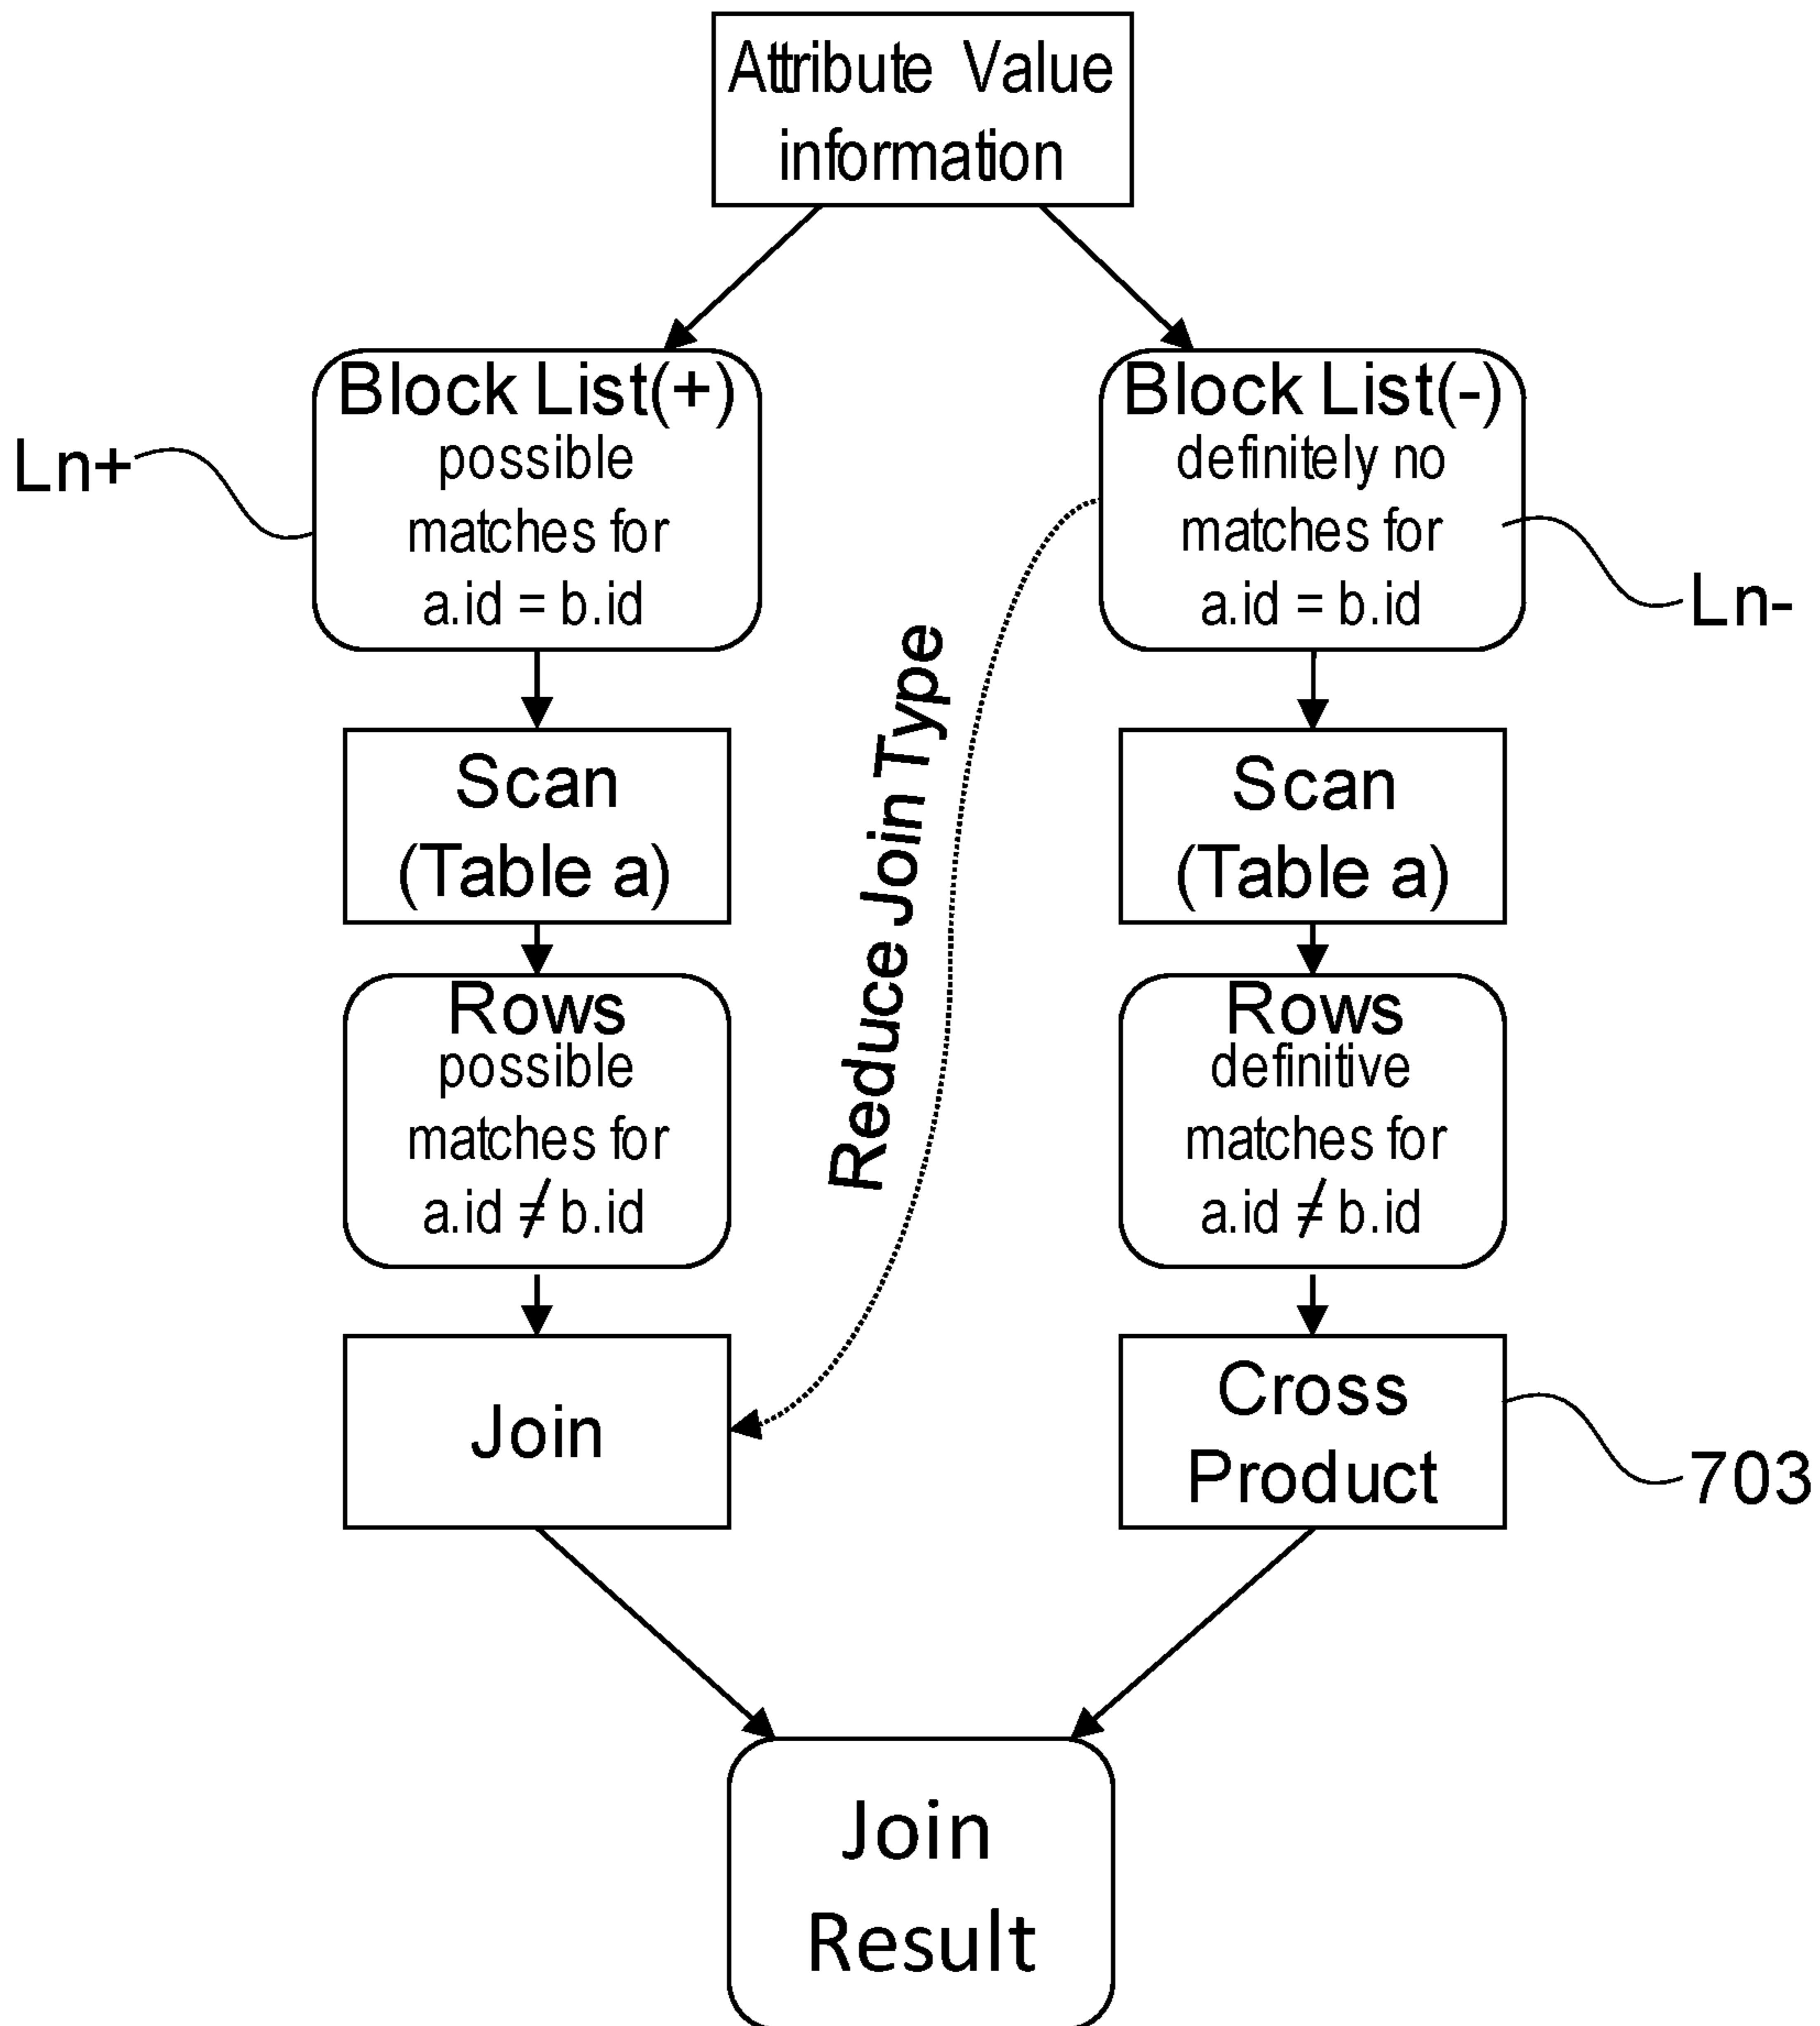 Attribute Value
information
Block List(+)
possible
matches for
a.id = b.id
Ln+
Block List(-)
definitely no
matches for
a.id = b.id
Ln-
Reduce Join Type
Scan
(Table a)
Scan
(Table a)
Rows
possible
matches for
a.id ≠ b.id
Rows
definitive
matches for
a.id ≠ b.id
Join
Cross
Product
703
Join
Result